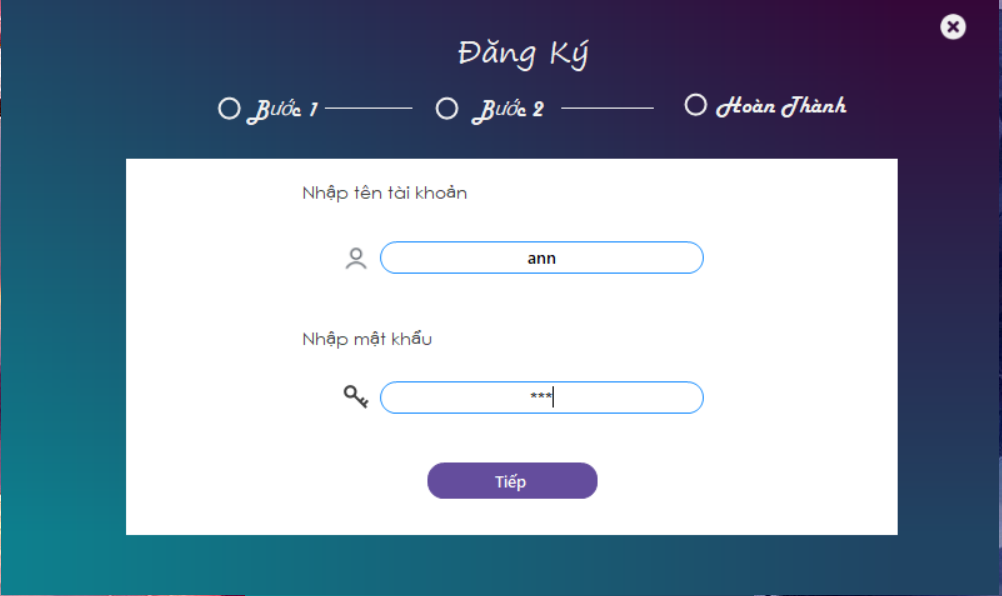 Đăng Ký
Bước 1 Bước 2 Hoàn Thành
Nhập tên tài khoản
ann
Nhập mật khẩu
***
Tiếp